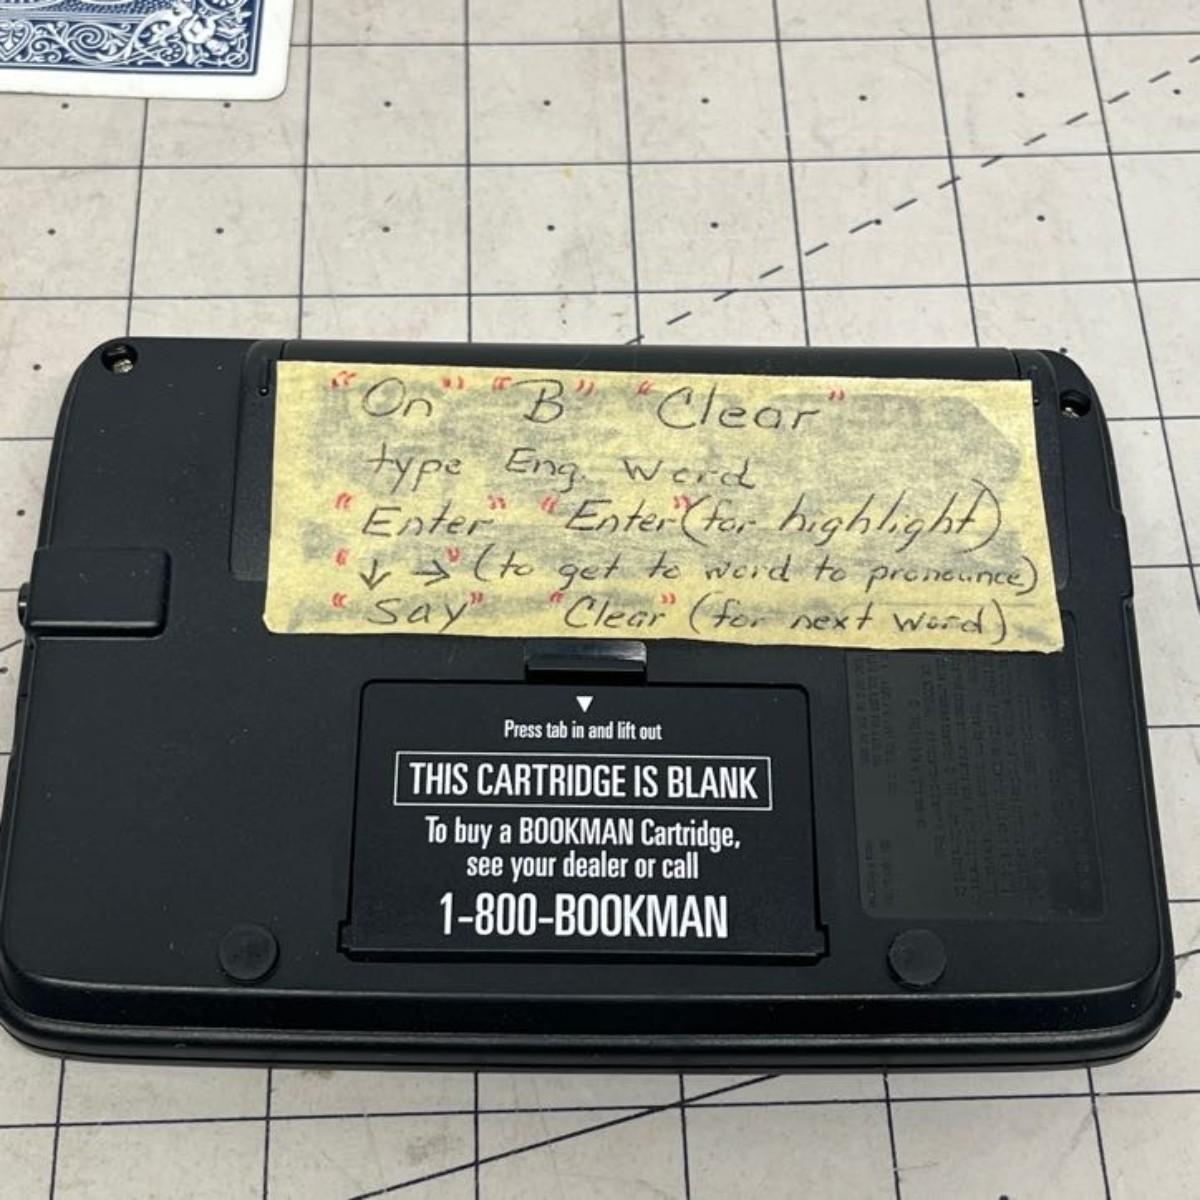 "On" "B" "Clear"
type Eng. Word
"Enter" "Enter" (for highlight)
"↓ →" (to get to word to pronounce)
"Say" "Clear" (for next word)
Press tab in and lift out
THIS CARTRIDGE IS BLANK
To buy a BOOKMAN Cartridge,
see your dealer or call
1-800-BOOKMAN